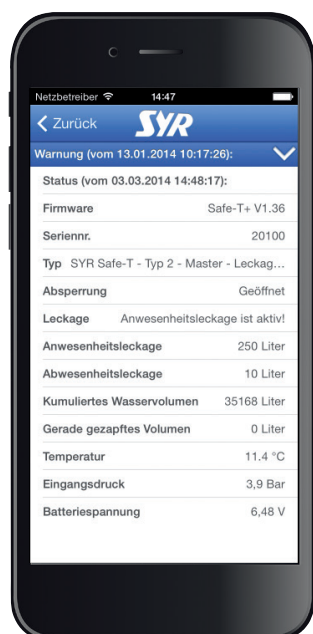 Netzbetreiber 14:47
Zurück SYR
Warnung (vom 13.01.2014 10:17:26):
Status (vom 03.03.2014 14:48:17):
Firmware Safe-T+ V1.36
Seriennr. 20100
Typ SYR Safe-T - Typ 2 - Master - Leckag...
Absperrung Geöffnet
Leckage Anwesenheitsleckage ist aktiv!
Anwesenheitsleckage 250 Liter
Abwesenheitsleckage 10 Liter
Kumuliertes Wasservolumen 35168 Liter
Gerade gezapftes Volumen 0 Liter
Temperatur 11.4 °C
Eingangsdruck 3,9 Bar
Batteriespannung 6,48 V